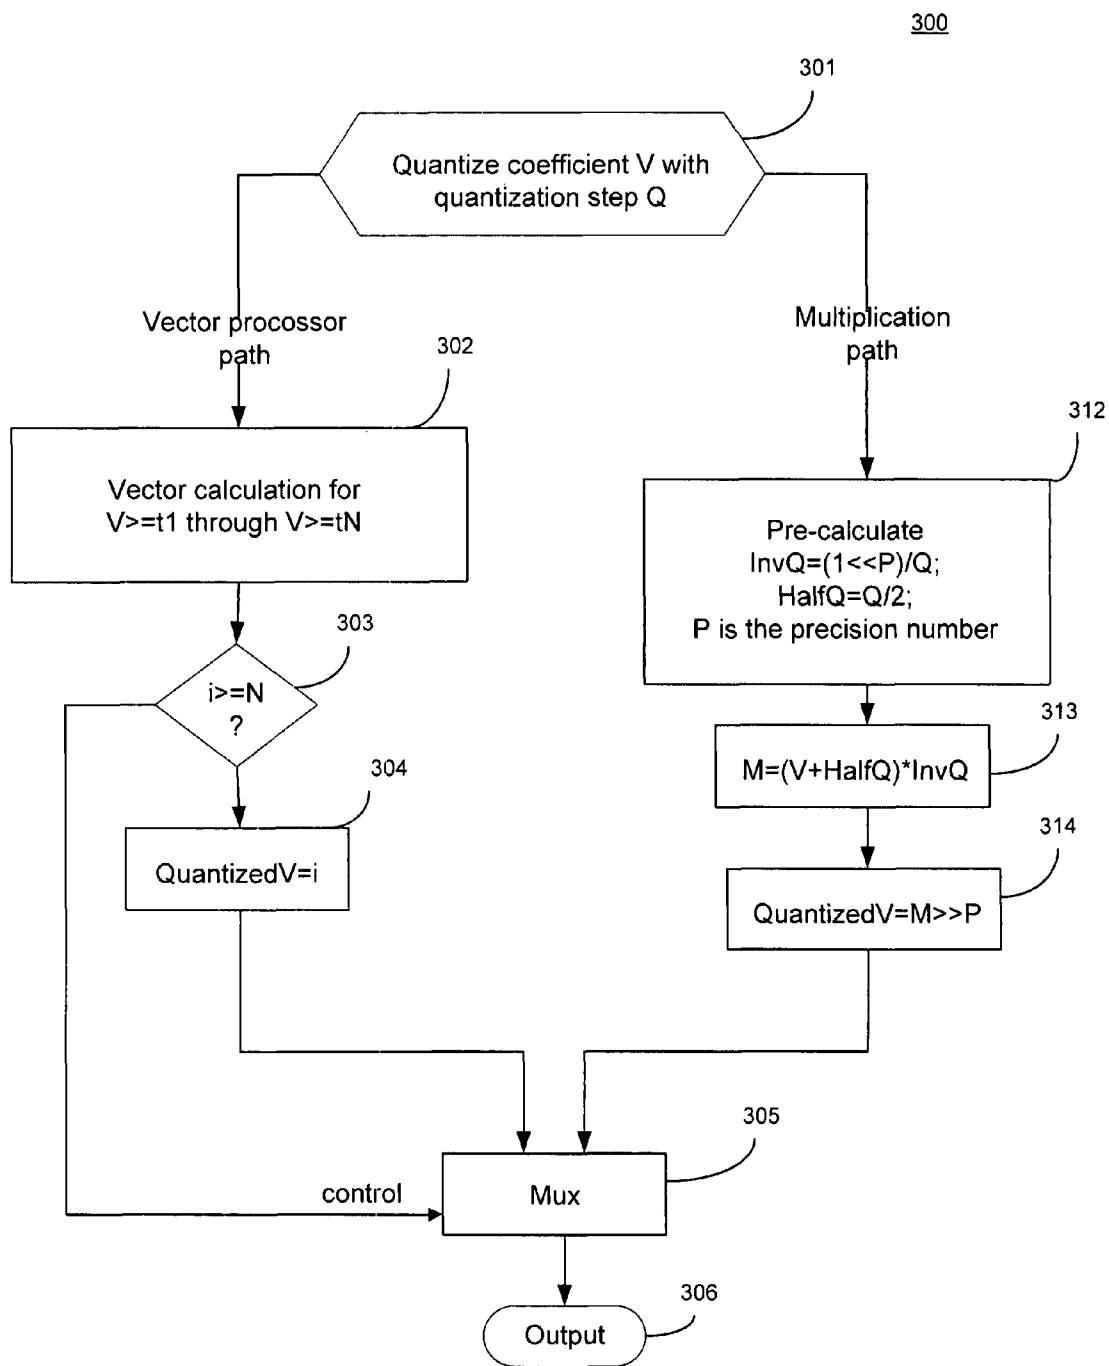 300
301
Quantize coefficient V with
quantization step Q
Vector procossor
path
Multiplication
path
302
Vector calculation for
V>=t1 through V>=tN
312
Pre-calculate
InvQ=(1<<P)/Q;
HalfQ=Q/2;
P is the precision number
303
i>=N
?
313
M=(V+HalfQ)*InvQ
304
QuantizedV=i
314
QuantizedV=M>>P
305
Mux
control
306
Output